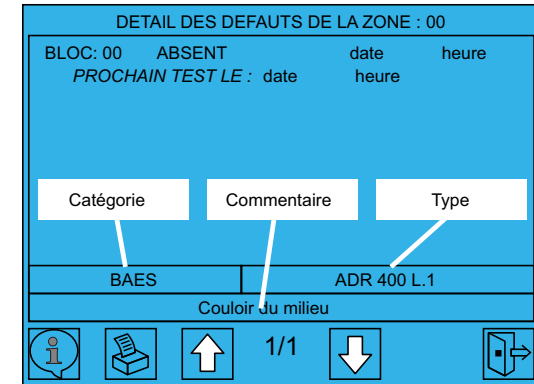 DETAIL DES DEFAUTS DE LA ZONE : 00
BLOC: 00 ABSENT date heure
PROCHAIN TEST LE : date heure
Catégorie Commentaire Type
BAES ADR 400 L.1
Couloir du milieu
i 1/1